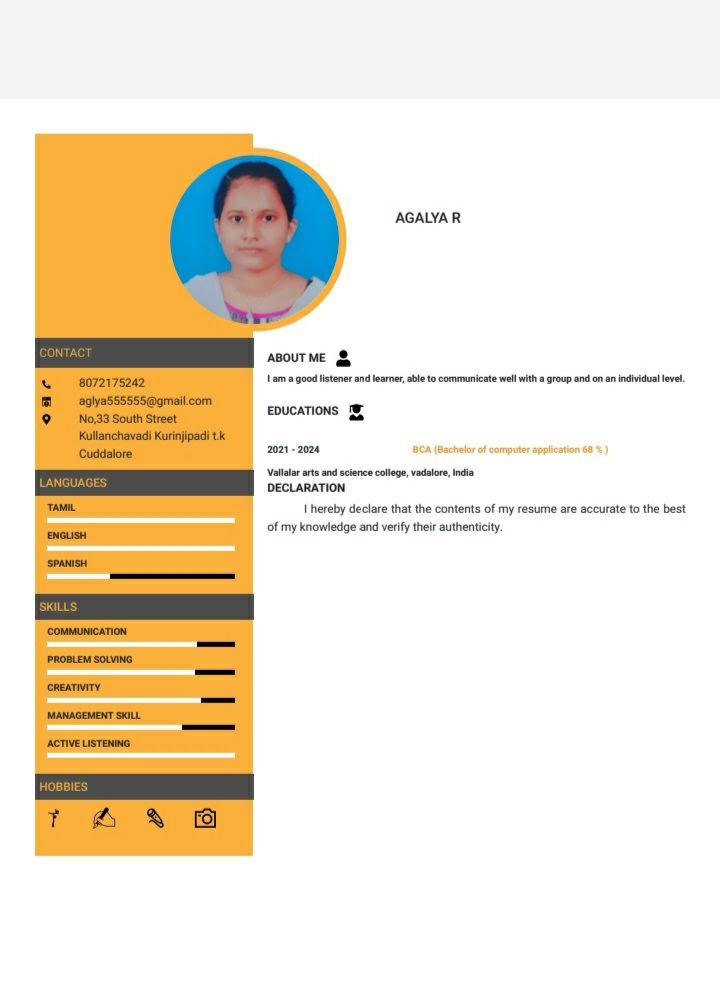 AGALYA R
CONTACT
8072175242
aglya555555@gmail.com
No,33 South Street
Kullanchavadi Kurinjipadi t.k
Cuddalore
LANGUAGES
TAMIL
ENGLISH
SPANISH
SKILLS
COMMUNICATION
PROBLEM SOLVING
CREATIVITY
MANAGEMENT SKILL
ACTIVE LISTENING
HOBBIES
ABOUT ME
I am a good listener and learner, able to communicate well with a group and on an individual level.
EDUCATIONS
2021 - 2024 BCA (Bachelor of computer application 68 % )
Vallalar arts and science college, vadalore, India
DECLARATION
I hereby declare that the contents of my resume are accurate to the best
of my knowledge and verify their authenticity.